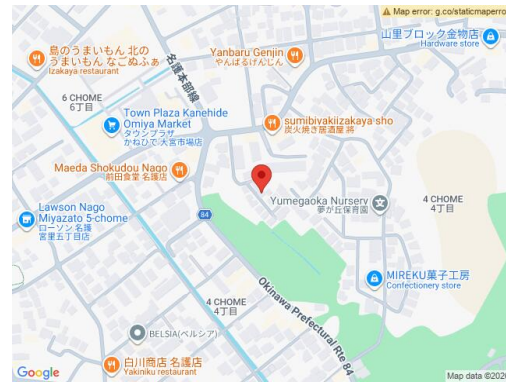 Map error: g.co/staticmaperro
山里ブロック金物店
Hardware store
島のうまいもん 北の
うまいもん なごぬふぁ
Izakaya restaurant
名護本部線
Yanbaru Genjin
やんばるげんじん
6 CHOME
6丁目
Town Plaza Kanehide
Omiya Market
タウンプラザ
かねひで 大宮市場店
sumibiyakiizakaya sho
炭火焼き居酒屋 將
Maeda Shokudou Nago
前田食堂 名護店
Yumegaoka Nursery
夢が丘保育園
4 CHOME
4丁目
Lawson Nago
Miyazato 5-chome
ローソン 名護
宮里五丁目店
84
MIREKU菓子工房
Confectionery store
4 CHOME
4丁目
Okinawa Prefectural Rte 84
BELSIA(ベルシア)
白川商店 名護店
Yakiniku restaurant
Google
Map data ©2026